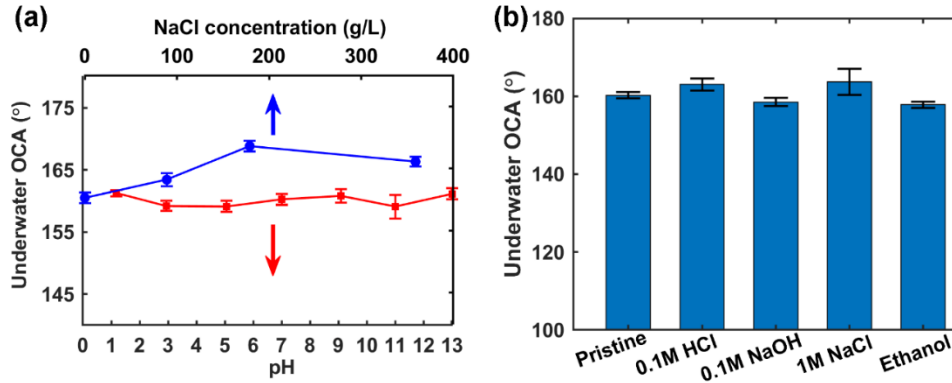 (a)
NaCl concentration (g/L)
0 100 200 300 400
Underwater OCA (°)
175
165
155
145
0 1 2 3 4 5 6 7 8 9 10 11 12 13
pH
(b)
Underwater OCA (°)
180
160
140
120
100
Pristine
0.1M HCl
0.1M NaOH
1M NaCl
Ethanol